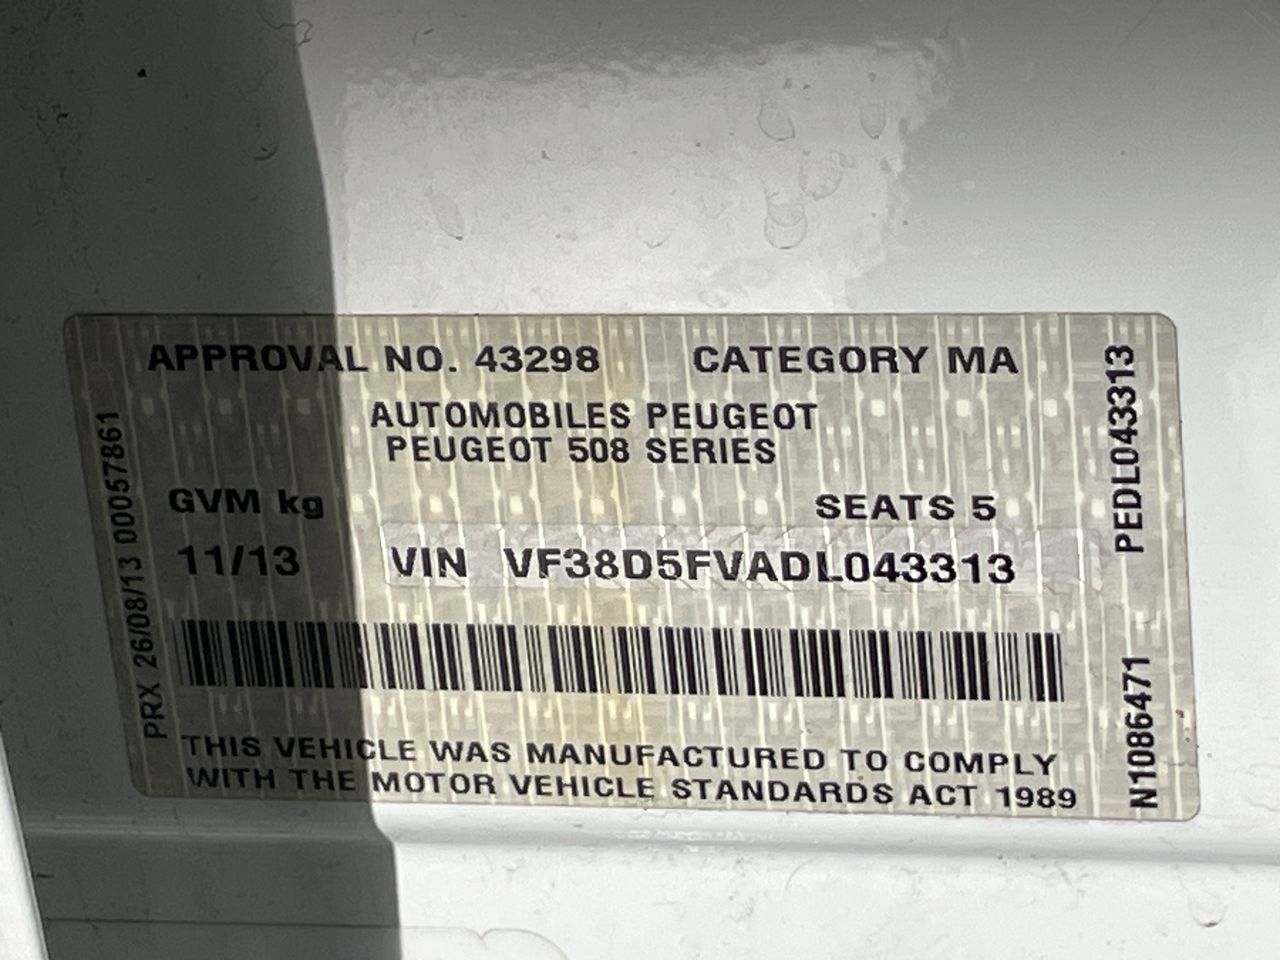 APPROVAL NO. 43298 CATEGORY MA
AUTOMOBILES PEUGEOT
PEUGEOT 508 SERIES
GVM kg SEATS 5
11/13 VIN VF38D5FVADL043313
THIS VEHICLE WAS MANUFACTURED TO COMPLY
WITH THE MOTOR VEHICLE STANDARDS ACT 1989
PRX 26/08/13 00057861
N1086471 PEDL043313